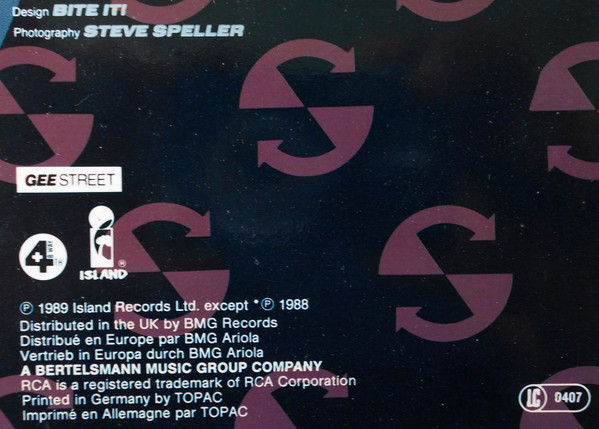 Design BITE IT!
Photography STEVE SPELLER
GEE STREET
4TH B'WAY
ISLAND ®
℗ 1989 Island Records Ltd. except * ℗ 1988
Distributed in the UK by BMG Records
Distribué en Europe par BMG Ariola
Vertrieb in Europa durch BMG Ariola
A BERTELSMANN MUSIC GROUP COMPANY
RCA is a registered trademark of RCA Corporation
Printed in Germany by TOPAC
Imprimé en Allemagne par TOPAC
LC 0407